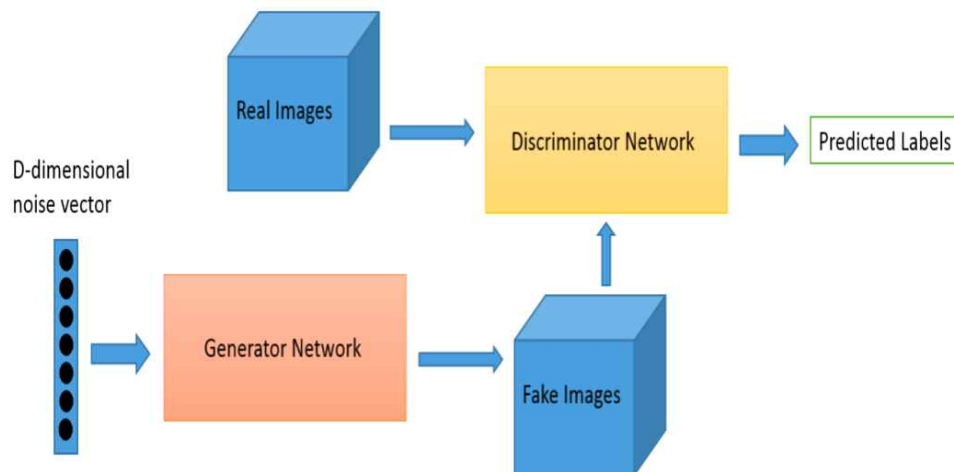 Real Images
Discriminator Network
Predicted Labels
D-dimensional
noise vector
Generator Network
Fake Images